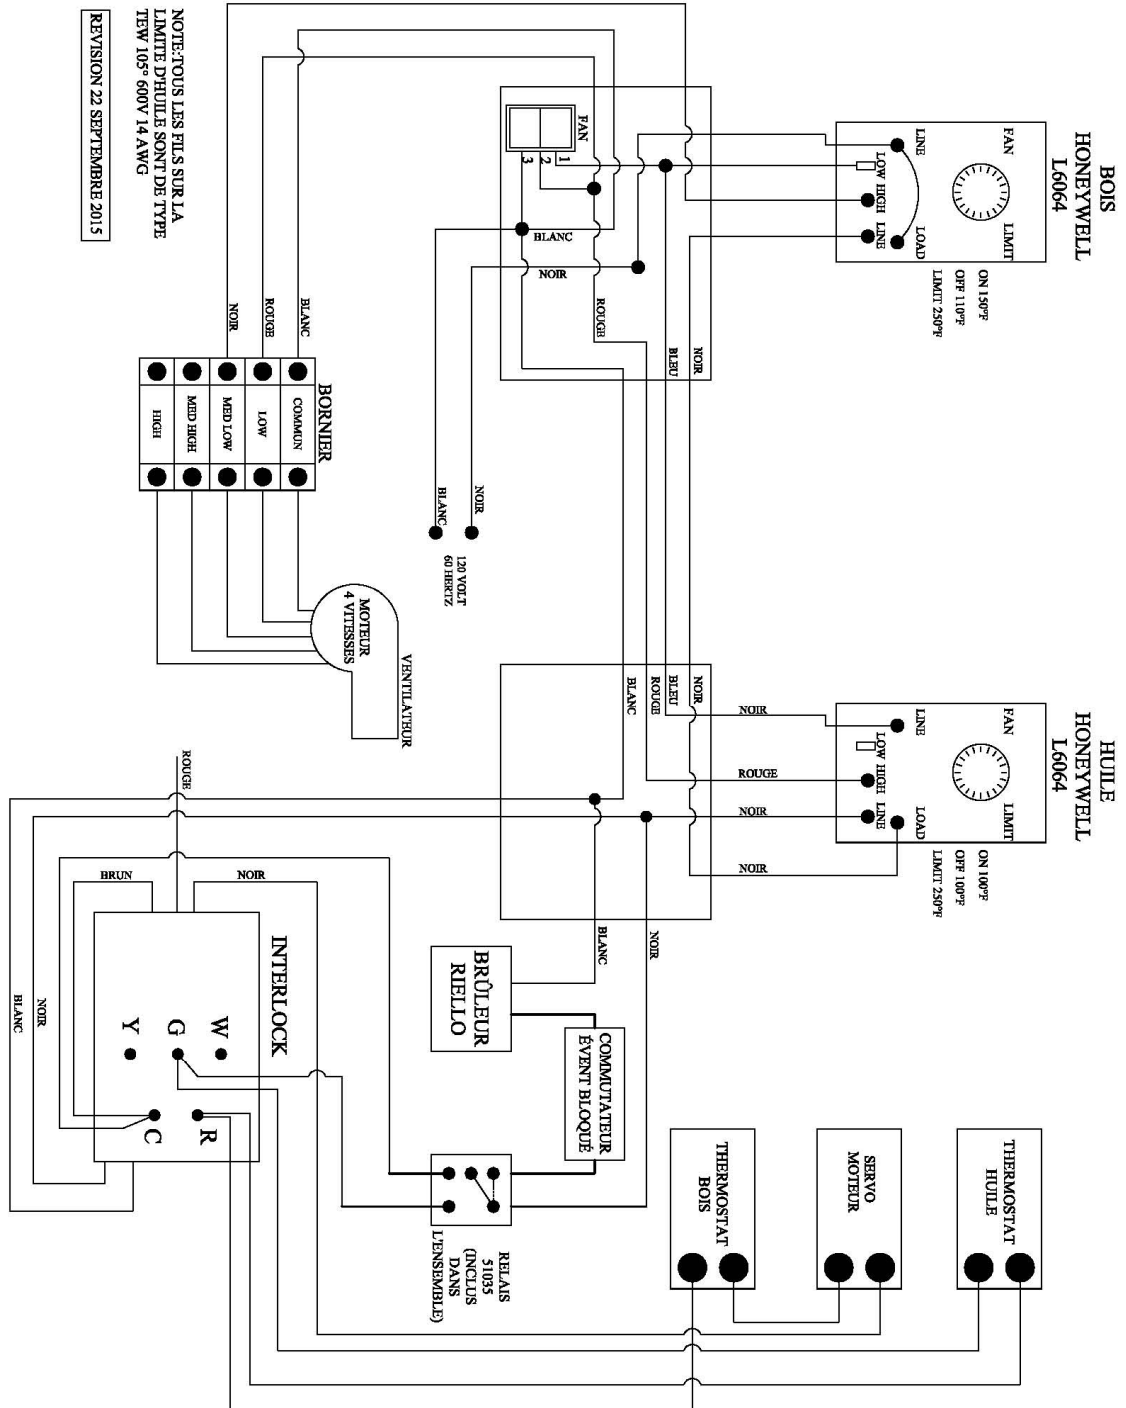 BOIS
HONEYWELL
L6064
FAN
LIMIT
LINE
LOW
HIGH
LINE
LOAD
ON 150°F
OFF 110°F
LIMIT 250°F
HUILE
HONEYWELL
L6064
FAN
LIMIT
LINE
LOW
HIGH
LINE
LOAD
ON 100°F
OFF 100°F
LIMIT 250°F
FAN
1
2
3
BLANC
NOIR
ROUGE
BLEU
NOIR
NOIR
BLEU
ROUGE
BLANC
NOIR
ROUGE
NOIR
NOIR
NOIR
BLANC
120 VOLT
60 HERTZ
NOIR
ROUGE
BLANC
BORNIER
COMMUN
LOW
MED LOW
MED HIGH
HIGH
MOTEUR
4 VITESSES
VENTILATEUR
NOTE:TOUS LES FILS SUR LA
LIMITE D'HUILE SONT DE TYPE
TEW 105° 600V 14 AWG
REVISION 22 SEPTEMBRE 2015
ROUGE
BRUN
NOIR
INTERLOCK
W
G
Y
R
C
NOIR
BLANC
NOIR
BLANC
BRÛLEUR
RIELLO
COMMUTATEUR
ÉVENT BLOQUÉ
RELAIS
51035
(INCLUS
DANS
L'ENSEMBLE)
THERMOSTAT
BOIS
SERVO
MOTEUR
THERMOSTAT
HUILE